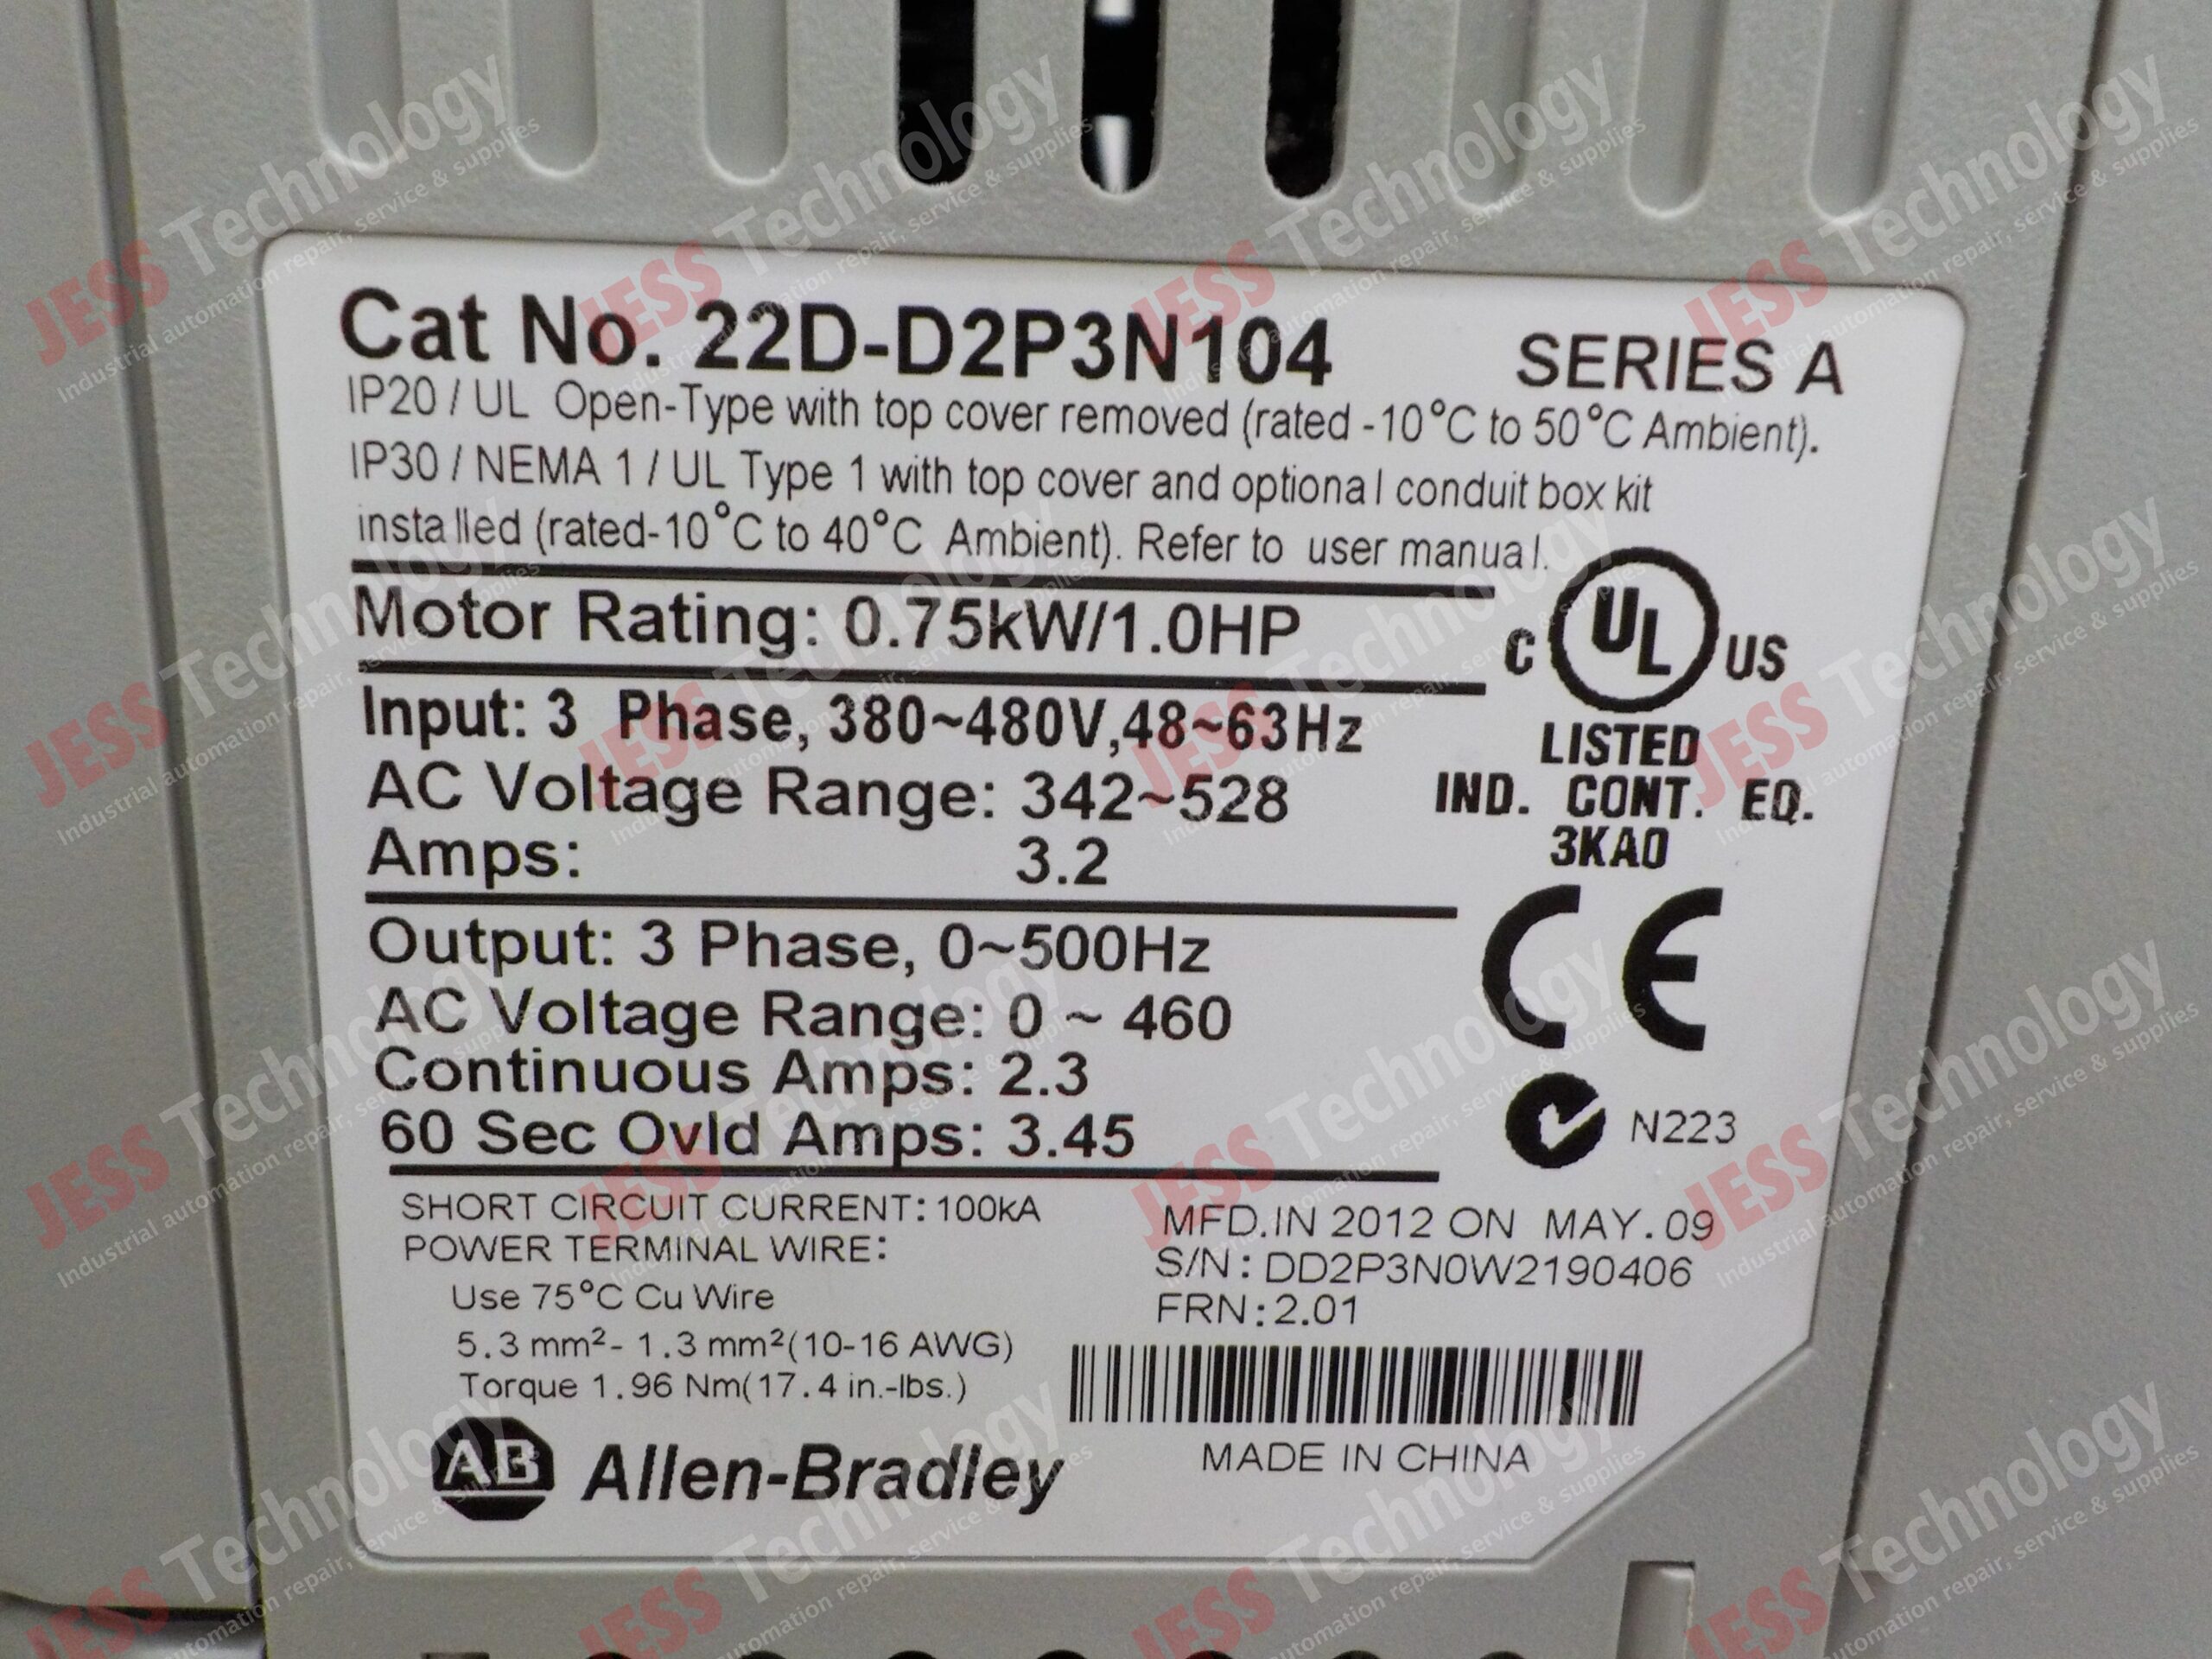 Cat No. 22D-D2P3N104 SERIES A
IP20 / UL Open-Type with top cover removed (rated -10°C to 50°C Ambient).
IP30 / NEMA 1 / UL Type 1 with top cover and optional conduit box kit
installed (rated-10°C to 40°C Ambient). Refer to user manual.
Motor Rating: 0.75kW/1.0HP
C UL US
Input: 3 Phase, 380~480V,48~63Hz
LISTED
AC Voltage Range: 342~528
IND. CONT. EQ.
Amps: 3.2
3KA0
CE
Output: 3 Phase, 0~500Hz
AC Voltage Range: 0 ~ 460
Continuous Amps: 2.3
60 Sec Ovld Amps: 3.45
N223
SHORT CIRCUIT CURRENT: 100kA
POWER TERMINAL WIRE:
Use 75°C Cu Wire
5.3 mm²- 1.3 mm²(10-16 AWG)
Torque 1.96 Nm(17.4 in.-lbs.)
MFD.IN 2012 ON MAY.09
S/N: DD2P3N0W2190406
FRN:2.01
MADE IN CHINA
AB Allen-Bradley
JESS Technology
Industrial automation repair, service & supplies